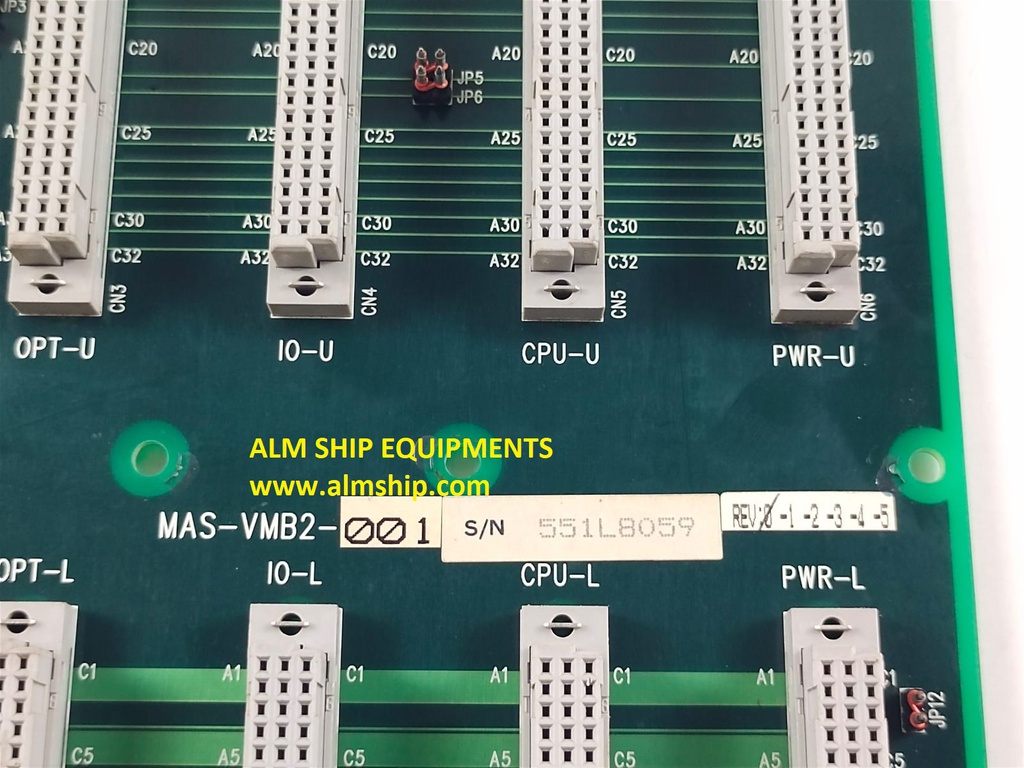 JP3
C20 A20 C20 A20 C20 A20 C20
JP5
JP6
C25 A25 C25 A25 C25 A25 C25
C30 A30 C30 A30 C30 A30 C30
C32 A32 C32 A32 C32 A32 C32
CN3 CN4 CN5 CN6
OPT-U IO-U CPU-U PWR-U
ALM SHIP EQUIPMENTS
www.almship.com
MAS-VMB2-001 S/N 551L8059 REV;0-1-2-3-4-5
OPT-L IO-L CPU-L PWR-L
C1 A1 C1 A1 C1 A1 C1
JP12
C5 A5 C5 A5 C5 A5 C5